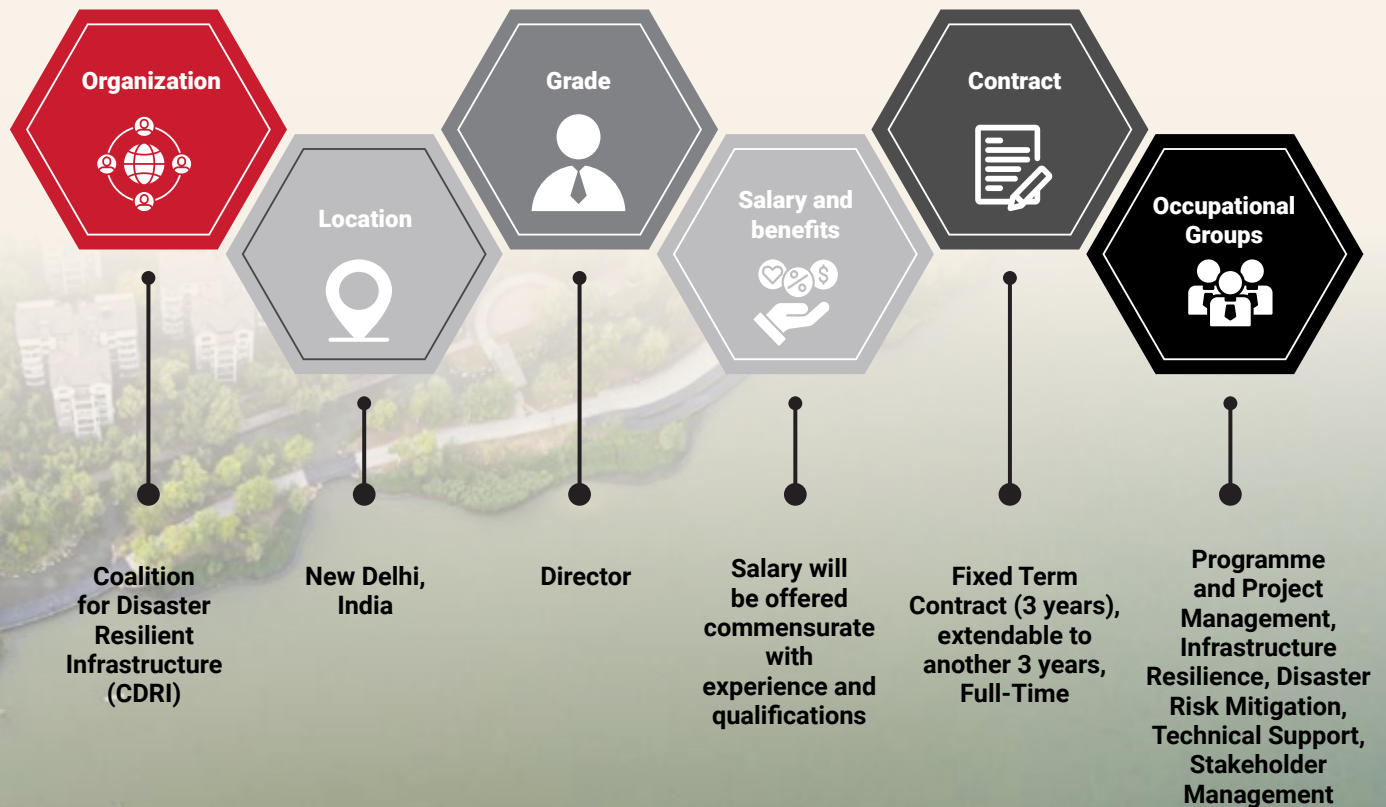 Organization
Coalition
for Disaster
Resilient
Infrastructure
(CDRI)
Location
New Delhi,
India
Grade
Director
Salary and
benefits
Salary will
be offered
commensurate
with
experience and
qualifications
Contract
Fixed Term
Contract (3 years),
extendable to
another 3 years,
Full-Time
Occupational
Groups
Programme
and Project
Management,
Infrastructure
Resilience, Disaster
Risk Mitigation,
Technical Support,
Stakeholder
Management